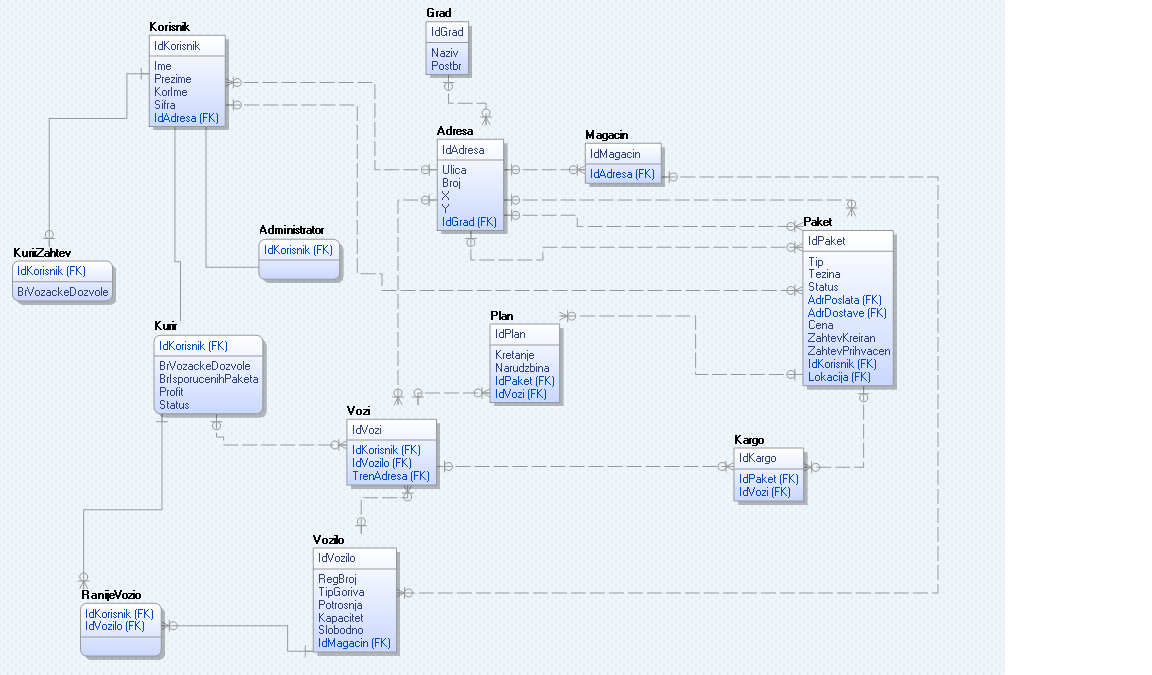 Korisnik
IdKorisnik
Ime
Prezime
KorIme
Sifra
IdAdresa (FK)
Grad
IdGrad
Naziv
Postbr
Adresa
IdAdresa
Ulica
Broj
X
Y
IdGrad (FK)
Magacin
IdMagacin
IdAdresa (FK)
KurirZahtev
IdKorisnik (FK)
BrVozackeDozvole
Administrator
IdKorisnik (FK)
Paket
IdPaket
Tip
Tezina
Status
AdrPoslata (FK)
AdrDostave (FK)
Cena
ZahtevKreiran
ZahtevPrihvacen
IdKorisnik (FK)
Lokacija (FK)
Kurir
IdKorisnik (FK)
BrVozackeDozvole
BrIsporucenihPaketa
Profit
Status
Plan
IdPlan
Kretanje
Narudzbina
IdPaket (FK)
IdVozi (FK)
Vozi
IdVozi
IdKorisnik (FK)
IdVozilo (FK)
TrenAdresa (FK)
Kargo
IdKargo
IdPaket (FK)
IdVozi (FK)
Vozilo
IdVozilo
RegBroj
TipGoriva
Potrosnja
Kapacitet
Slobodno
IdMagacin (FK)
RanijeVozio
IdKorisnik (FK)
IdVozilo (FK)